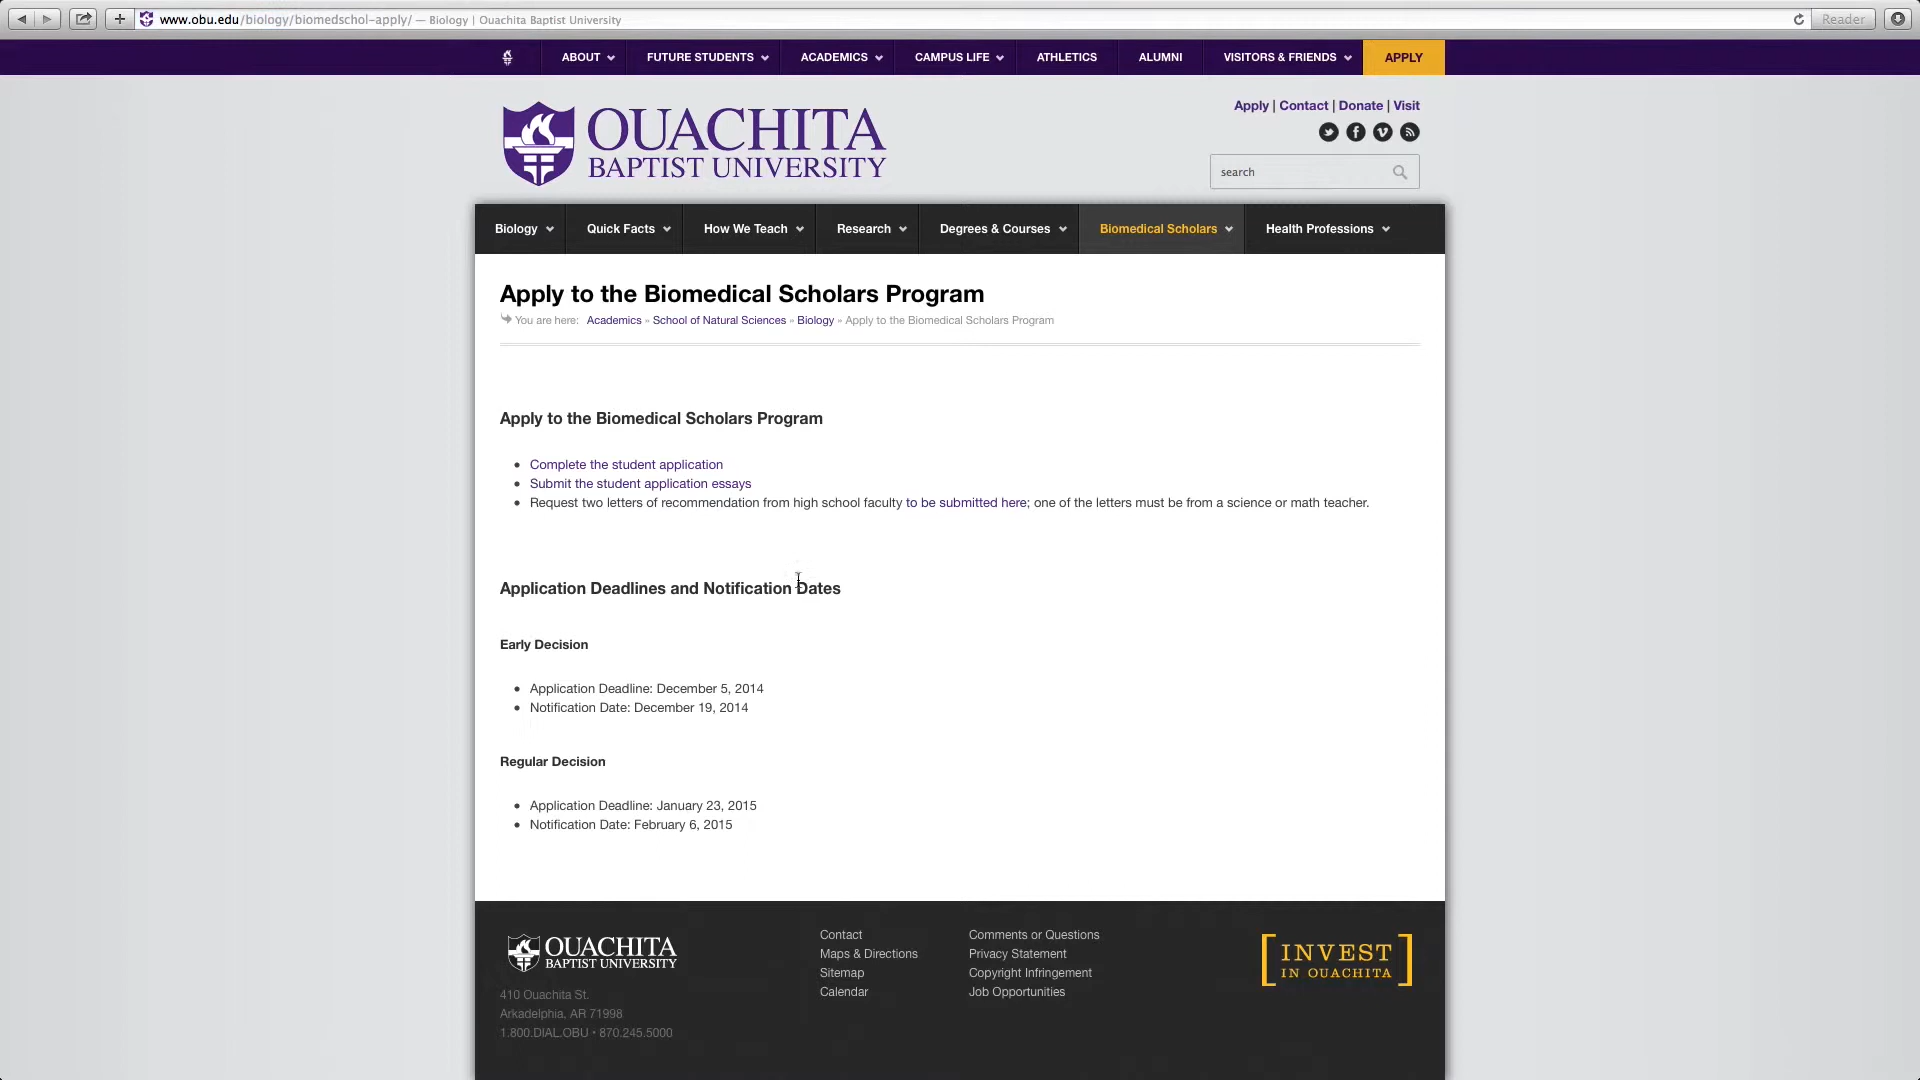 www.obu.edu/biology/biomedschol-apply/ — Biology | Ouachita Baptist University
Reader
ABOUT FUTURE STUDENTS ACADEMICS CAMPUS LIFE ATHLETICS ALUMNI VISITORS & FRIENDS APPLY
OUACHITA
BAPTIST UNIVERSITY
Apply | Contact | Donate | Visit
search
Biology Quick Facts How We Teach Research Degrees & Courses Biomedical Scholars Health Professions
Apply to the Biomedical Scholars Program
You are here: Academics » School of Natural Sciences » Biology » Apply to the Biomedical Scholars Program
Apply to the Biomedical Scholars Program
• Complete the student application
• Submit the student application essays
• Request two letters of recommendation from high school faculty to be submitted here; one of the letters must be from a science or math teacher.
Application Deadlines and Notification Dates
Early Decision
• Application Deadline: December 5, 2014
• Notification Date: December 19, 2014
Regular Decision
• Application Deadline: January 23, 2015
• Notification Date: February 6, 2015
OUACHITA
BAPTIST UNIVERSITY
410 Ouachita St.
Arkadelphia, AR 71998
1.800.DIAL.OBU • 870.245.5000
Contact
Maps & Directions
Sitemap
Calendar
Comments or Questions
Privacy Statement
Copyright Infringement
Job Opportunities
INVEST
IN OUACHITA